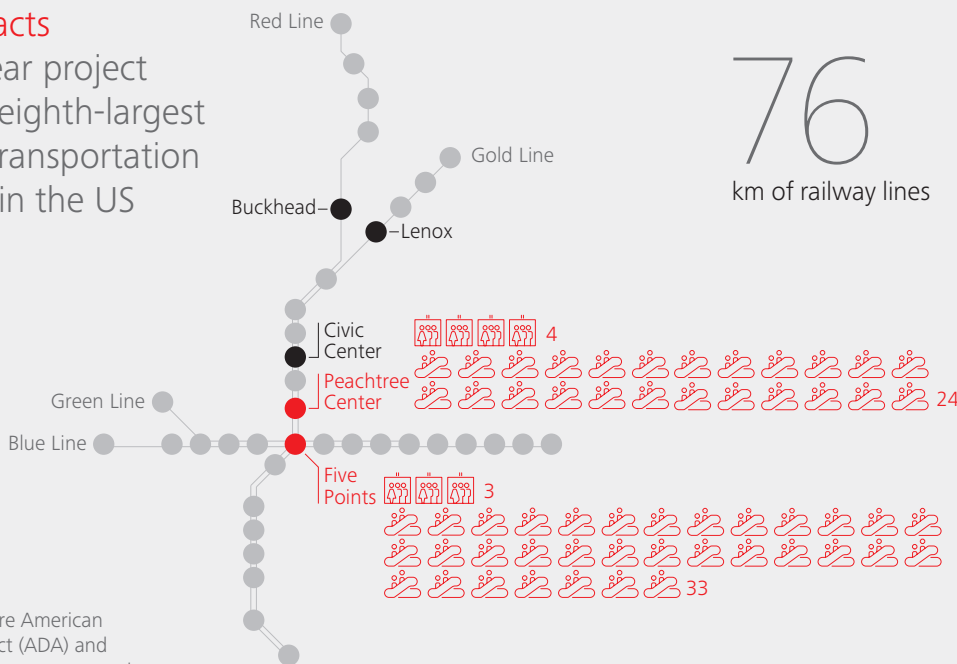 acts
ear project
eighth-largest
ransportation
in the US
Red Line
Gold Line
76
km of railway lines
Buckhead
Lenox
Civic
Center
4
Peachtree
Center
24
Green Line
Blue Line
Five
Points
3
33
re American
ct (ADA) and